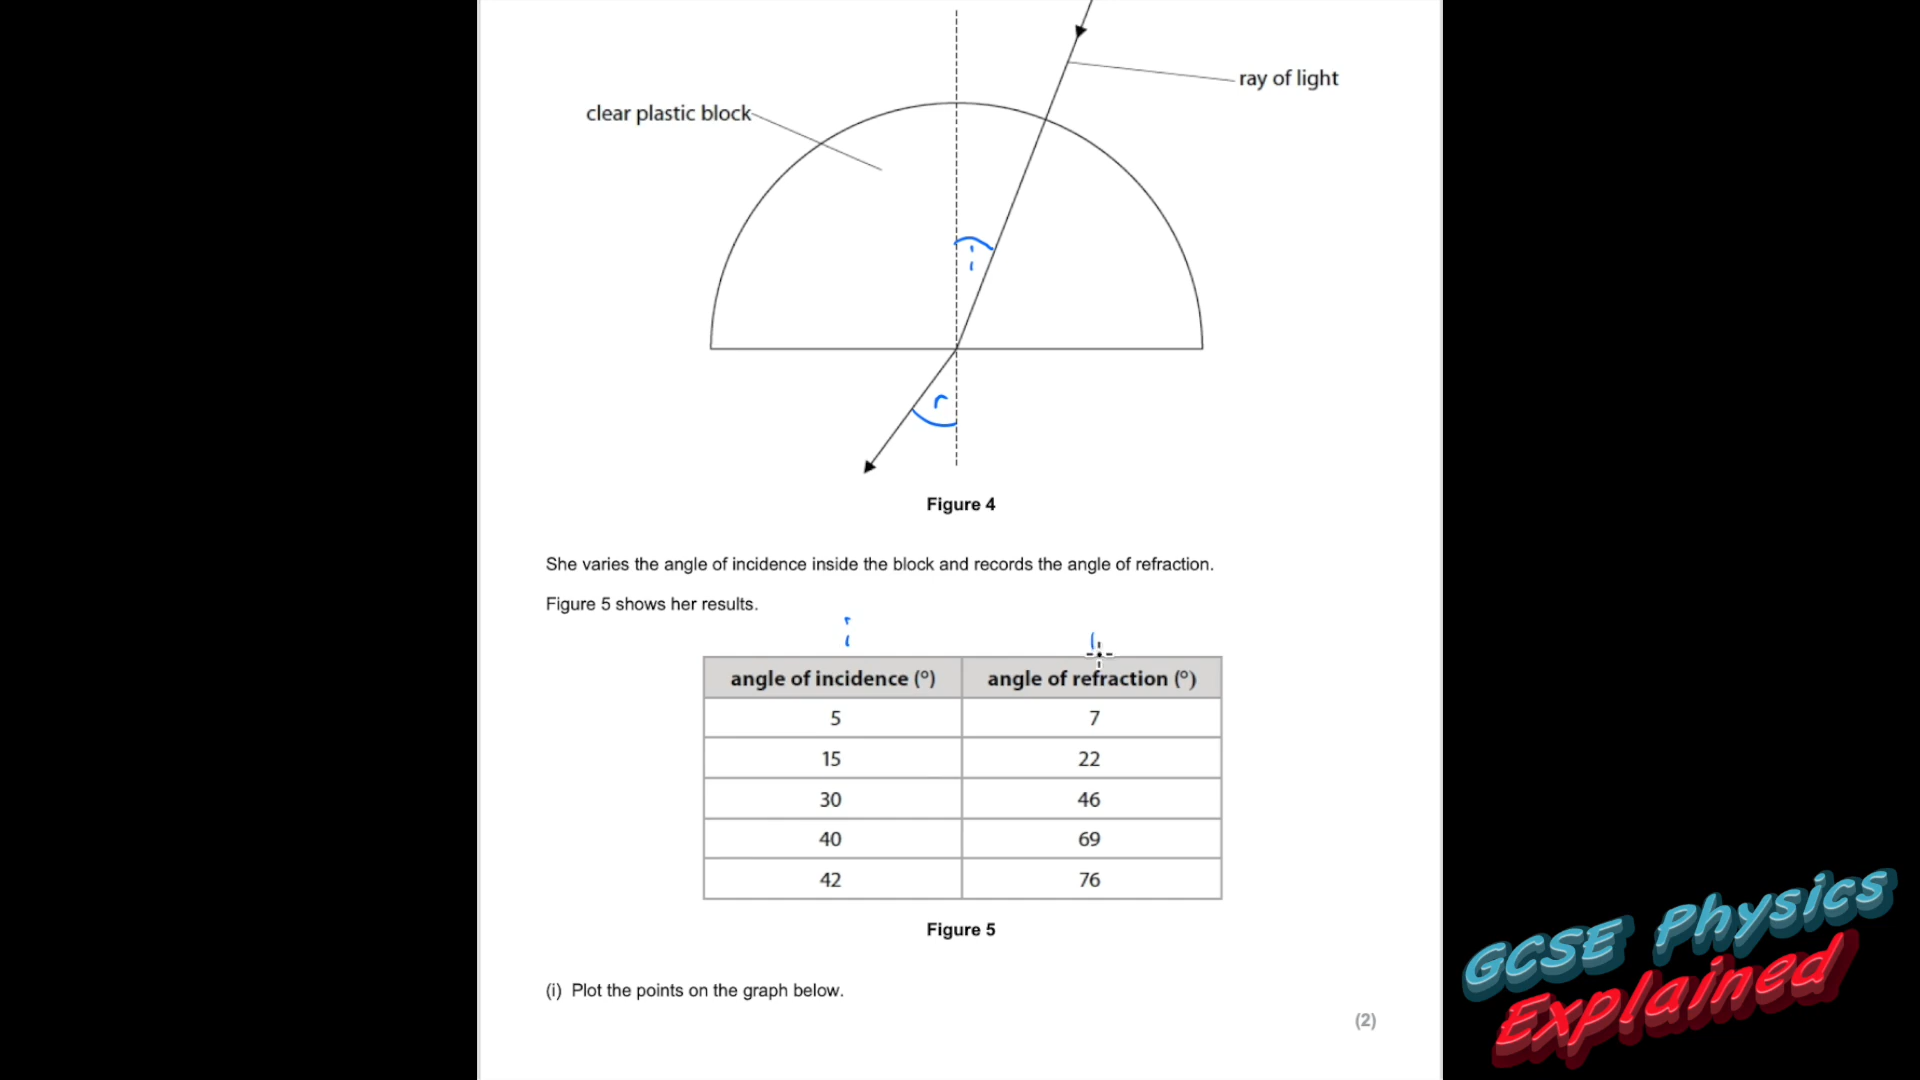 ray of light
clear plastic block
i
r
Figure 4
She varies the angle of incidence inside the block and records the angle of refraction.
Figure 5 shows her results.
i
angle of incidence (°) angle of refraction (°)
5 7
15 22
30 46
40 69
42 76
Figure 5
(i) Plot the points on the graph below.
(2)
GCSE Physics
Explained